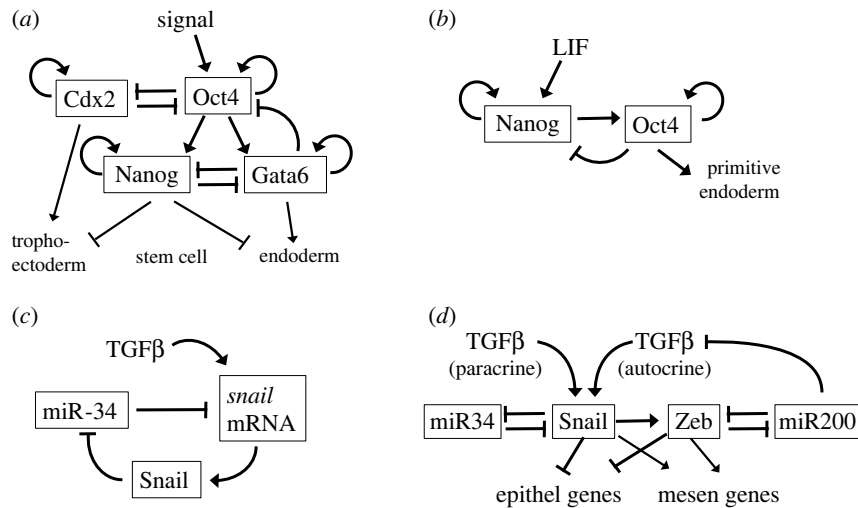 (a)
signal
Cdx2
Oct4
Nanog
Gata6
tropho-
ectoderm
stem cell
endoderm
(b)
LIF
Nanog
Oct4
primitive
endoderm
(c)
TGFβ
miR-34
snail
mRNA
Snail
(d)
TGFβ
(paracrine)
TGFβ
(autocrine)
miR34
Snail
Zeb
miR200
epithel genes
mesen genes